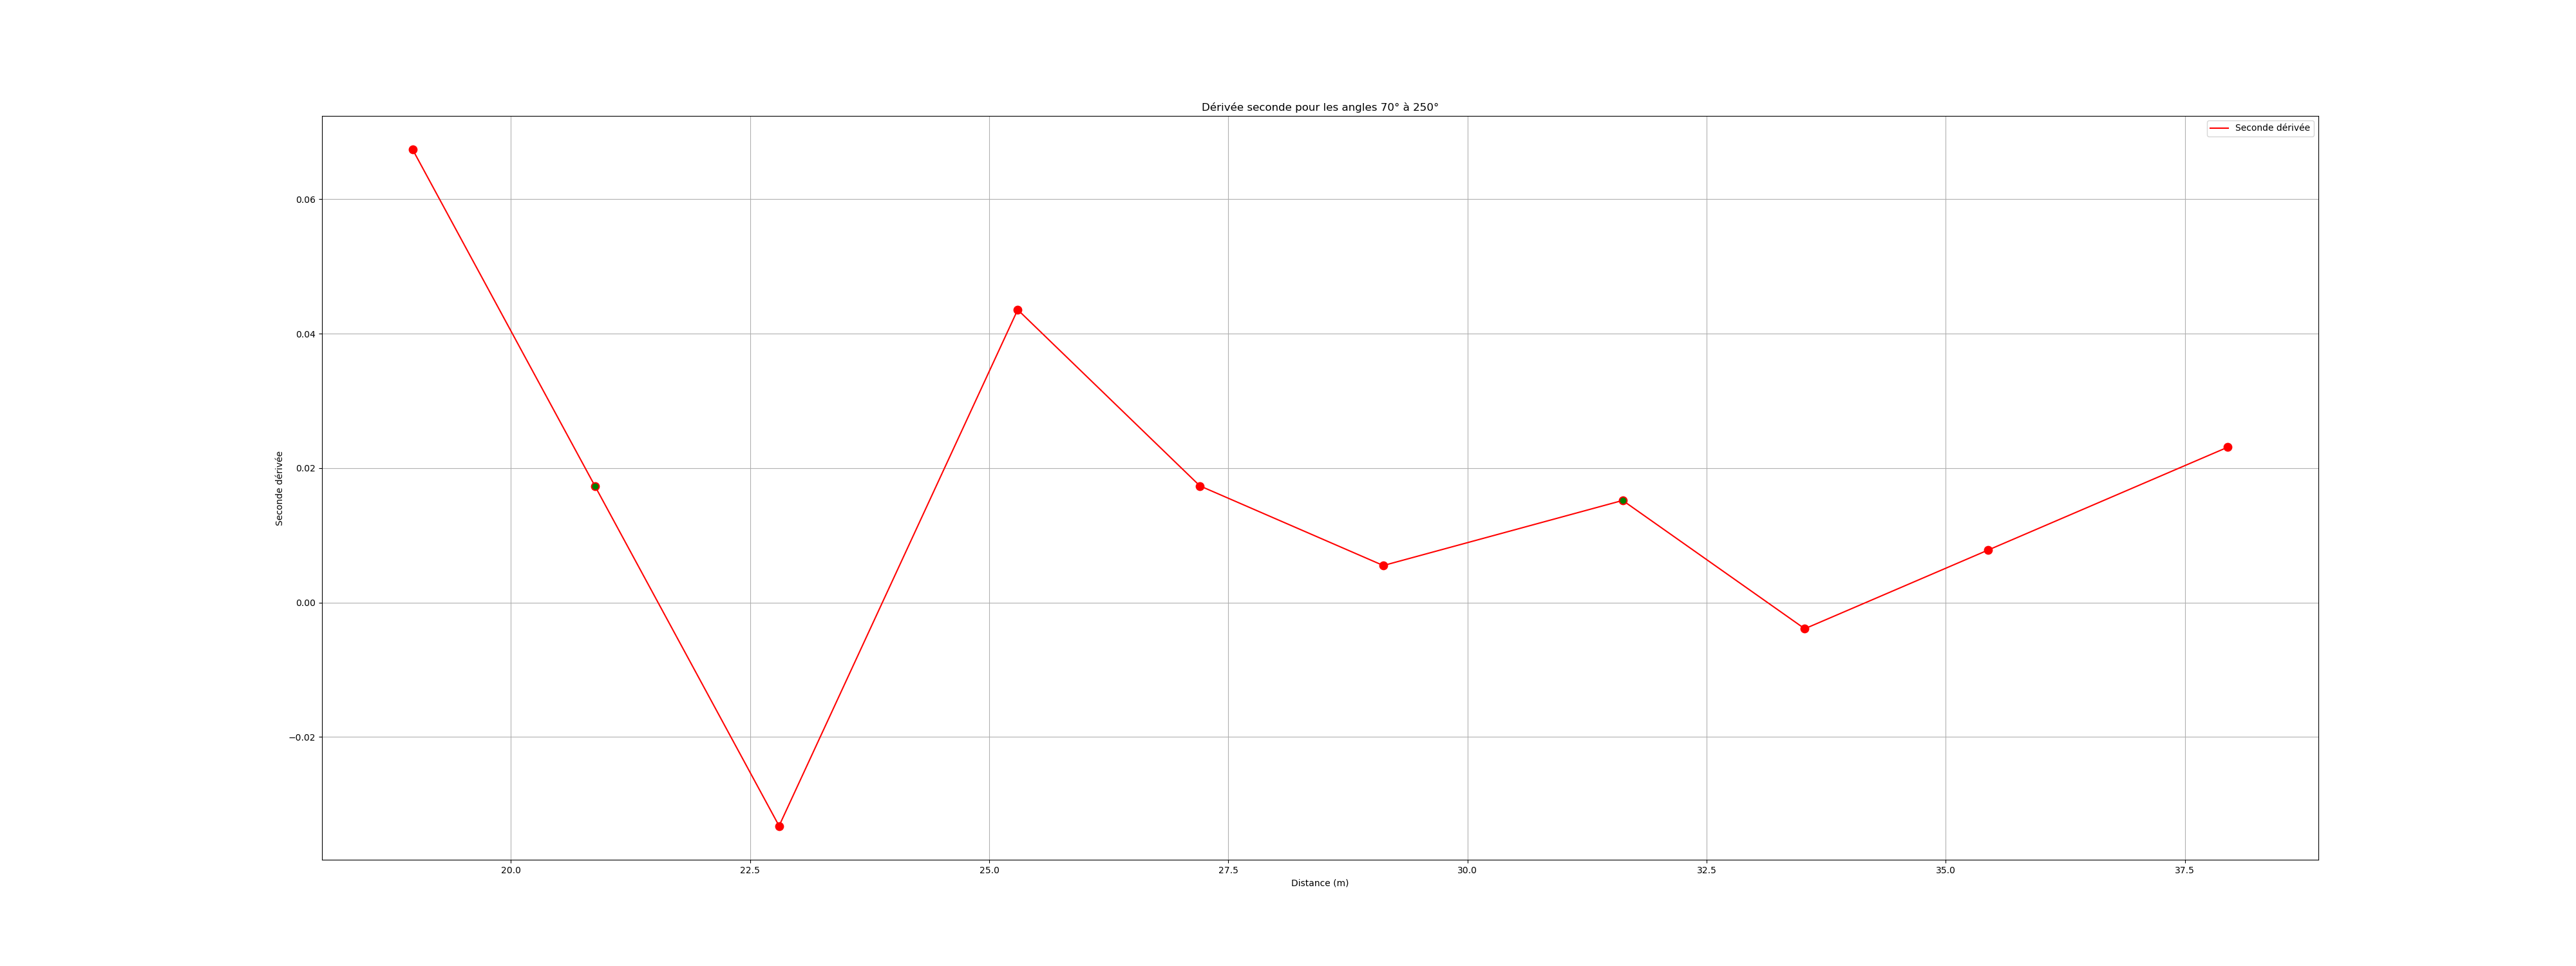 Dérivée seconde pour les angles 70° à 250°
Seconde dérivée
0.06
0.04
0.02
0.00
−0.02
Seconde dérivée
20.0 22.5 25.0 27.5 30.0 32.5 35.0 37.5
Distance (m)